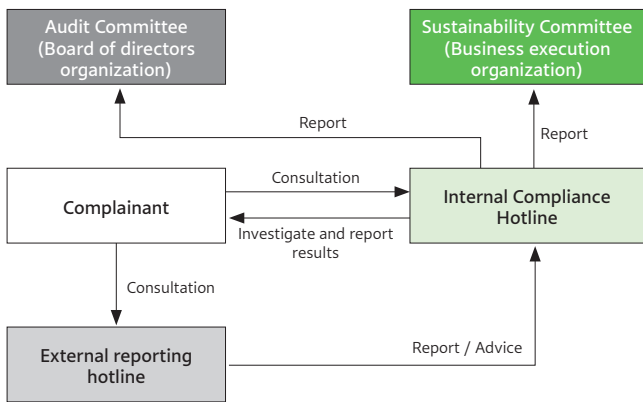 Audit Committee
(Board of directors
organization)
Sustainability Committee
(Business execution
organization)
Report
Report
Complainant
Consultation
Internal Compliance
Hotline
Investigate and report
results
Consultation
External reporting
hotline
Report / Advice